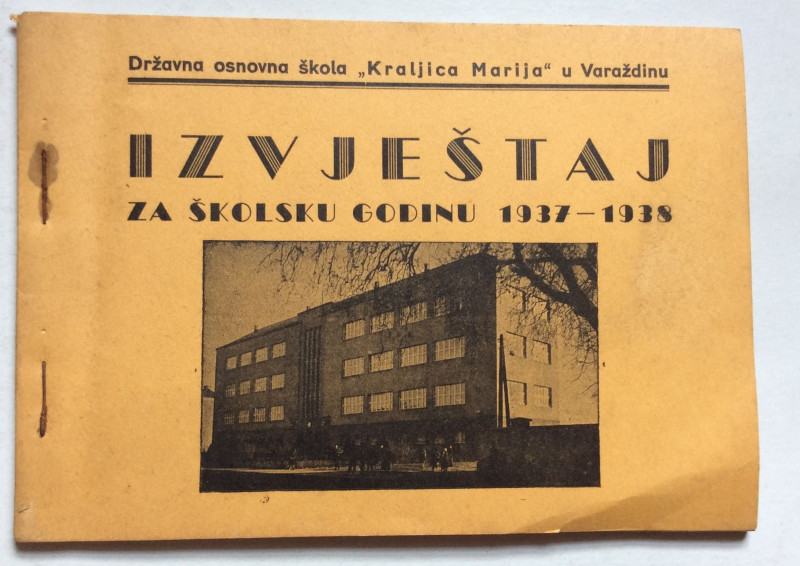 Državna osnovna škola „Kraljica Marija“ u Varaždinu
IZVJEŠTAJ
ZA ŠKOLSKU GODINU 1937–1938